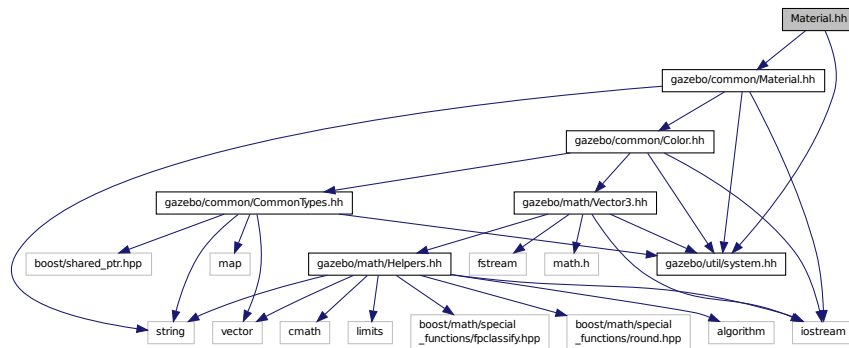 Material.hh
gazebo/common/Material.hh
gazebo/common/Color.hh
gazebo/common/CommonTypes.hh
gazebo/math/Vector3.hh
boost/shared_ptr.hpp
map
gazebo/math/Helpers.hh
fstream
math.h
gazebo/util/system.hh
string
vector
cmath
limits
boost/math/special
_functions/fpclassify.hpp
boost/math/special
_functions/round.hpp
algorithm
iostream